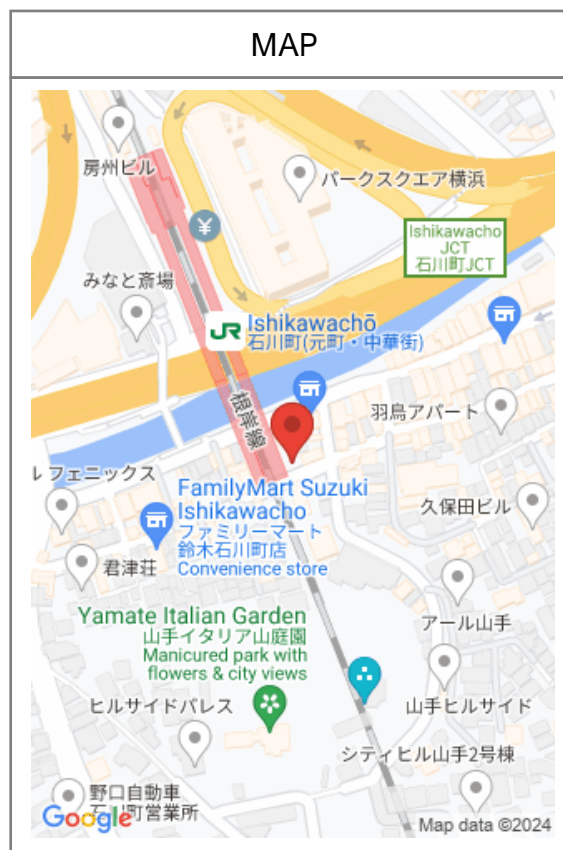 MAP
房州ビル
パークスクエア横浜
¥
Ishikawacho
JCT
石川町JCT
みなと斎場
JR
Ishikawachō
石川町(元町・中華街)
根岸線
羽鳥アパート
ル フェニックス
FamilyMart Suzuki
Ishikawacho
ファミリーマート
鈴木石川町店
Convenience store
久保田ビル
君津荘
Yamate Italian Garden
山手イタリア山庭園
Manicured park with
flowers & city views
アール山手
ヒルサイドパレス
山手ヒルサイド
シティヒル山手2号棟
野口自動車
石川町営業所
Google
Map data ©2024